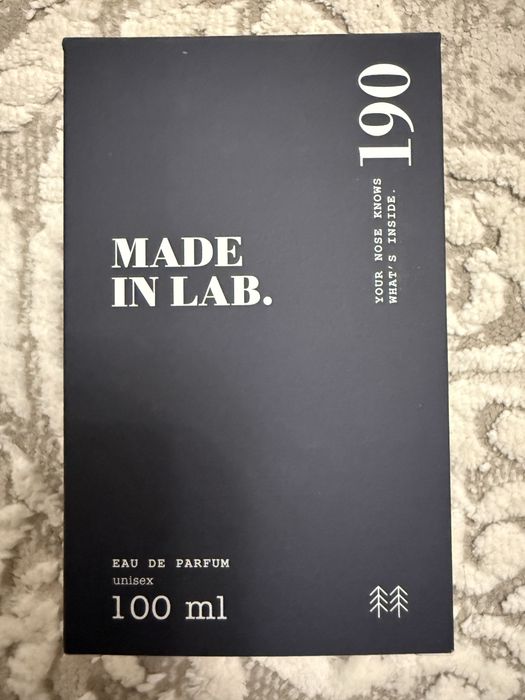 190
YOUR NOSE KNOWS
WHAT'S INSIDE.
MADE
IN LAB.
EAU DE PARFUM
unisex
100 ml